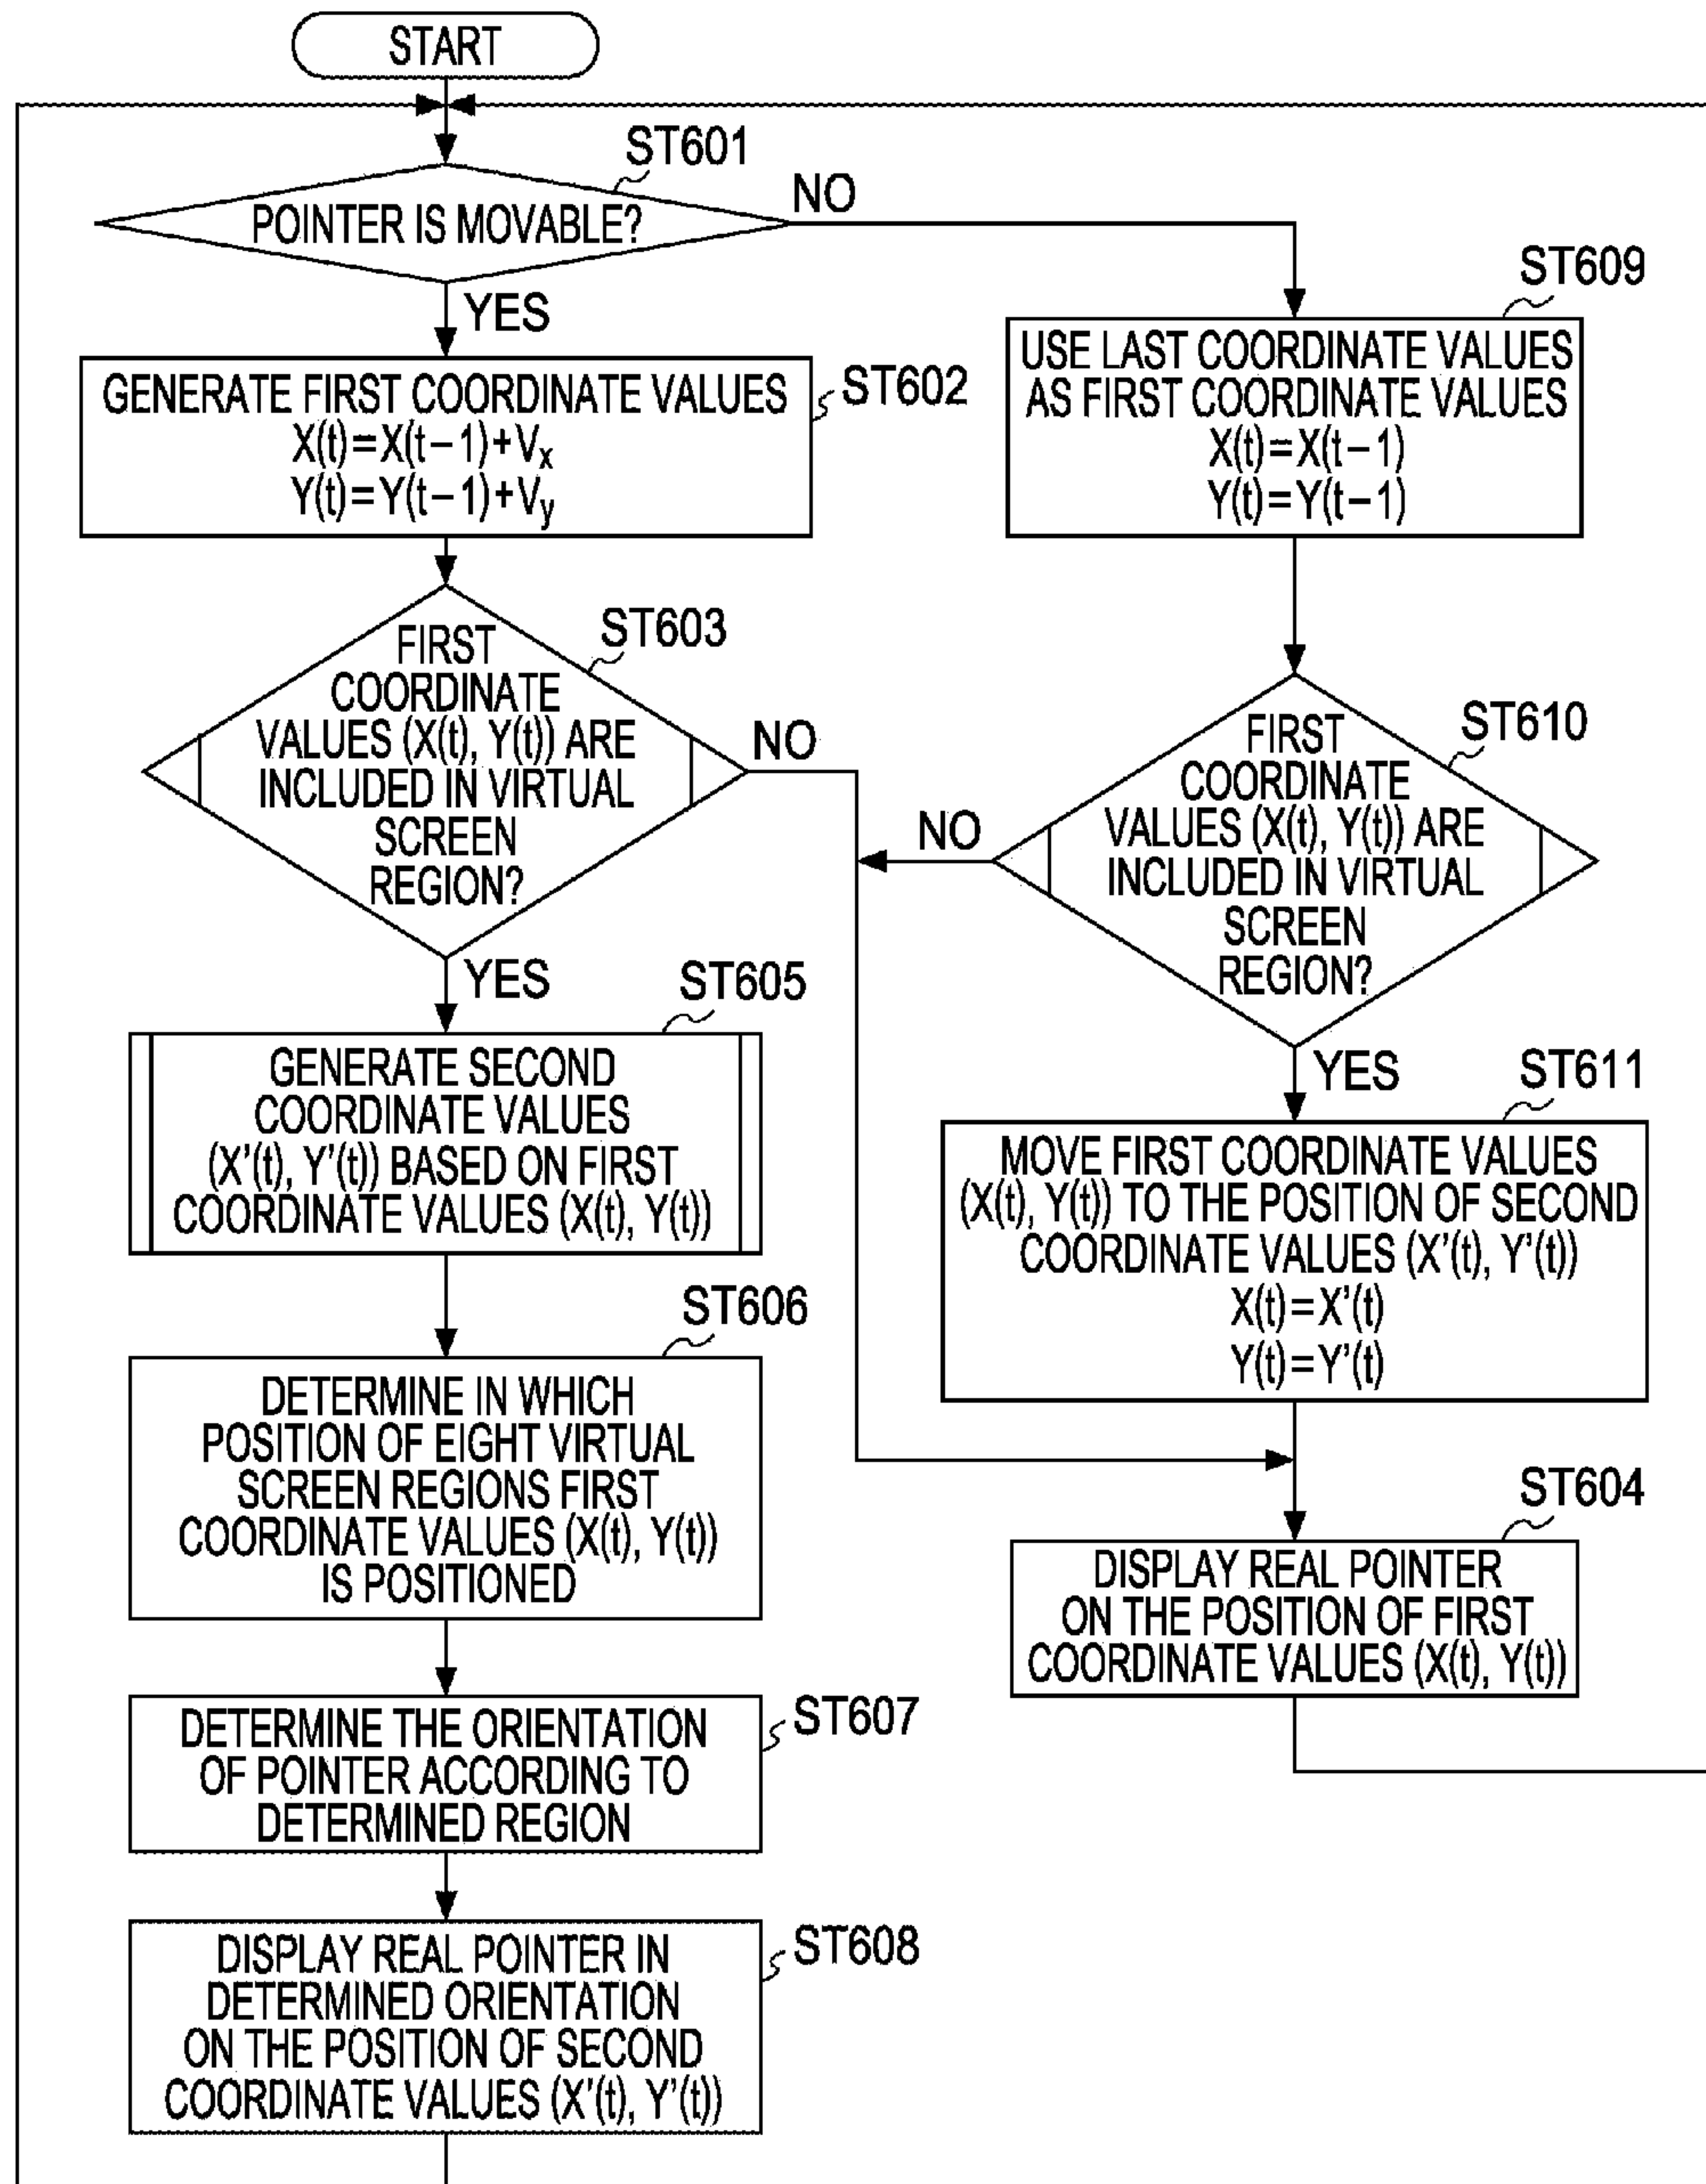 START
ST601
POINTER IS MOVABLE?
NO
YES
GENERATE FIRST COORDINATE VALUES
X(t)=X(t−1)+Vx
Y(t)=Y(t−1)+Vy
ST602
FIRST
COORDINATE
VALUES (X(t), Y(t)) ARE
INCLUDED IN VIRTUAL
SCREEN
REGION?
ST603
NO
YES
ST605
GENERATE SECOND
COORDINATE VALUES
(X'(t), Y'(t)) BASED ON FIRST
COORDINATE VALUES (X(t), Y(t))
ST606
DETERMINE IN WHICH
POSITION OF EIGHT VIRTUAL
SCREEN REGIONS FIRST
COORDINATE VALUES (X(t), Y(t))
IS POSITIONED
DETERMINE THE ORIENTATION
OF POINTER ACCORDING TO
DETERMINED REGION
ST607
DISPLAY REAL POINTER IN
DETERMINED ORIENTATION
ON THE POSITION OF SECOND
COORDINATE VALUES (X'(t), Y'(t))
ST608
ST609
USE LAST COORDINATE VALUES
AS FIRST COORDINATE VALUES
X(t)=X(t−1)
Y(t)=Y(t−1)
ST610
FIRST
COORDINATE
VALUES (X(t), Y(t)) ARE
INCLUDED IN VIRTUAL
SCREEN
REGION?
NO
YES
ST611
MOVE FIRST COORDINATE VALUES
(X(t), Y(t)) TO THE POSITION OF SECOND
COORDINATE VALUES (X'(t), Y'(t))
X(t)=X'(t)
Y(t)=Y'(t)
ST604
DISPLAY REAL POINTER
ON THE POSITION OF FIRST
COORDINATE VALUES (X(t), Y(t))